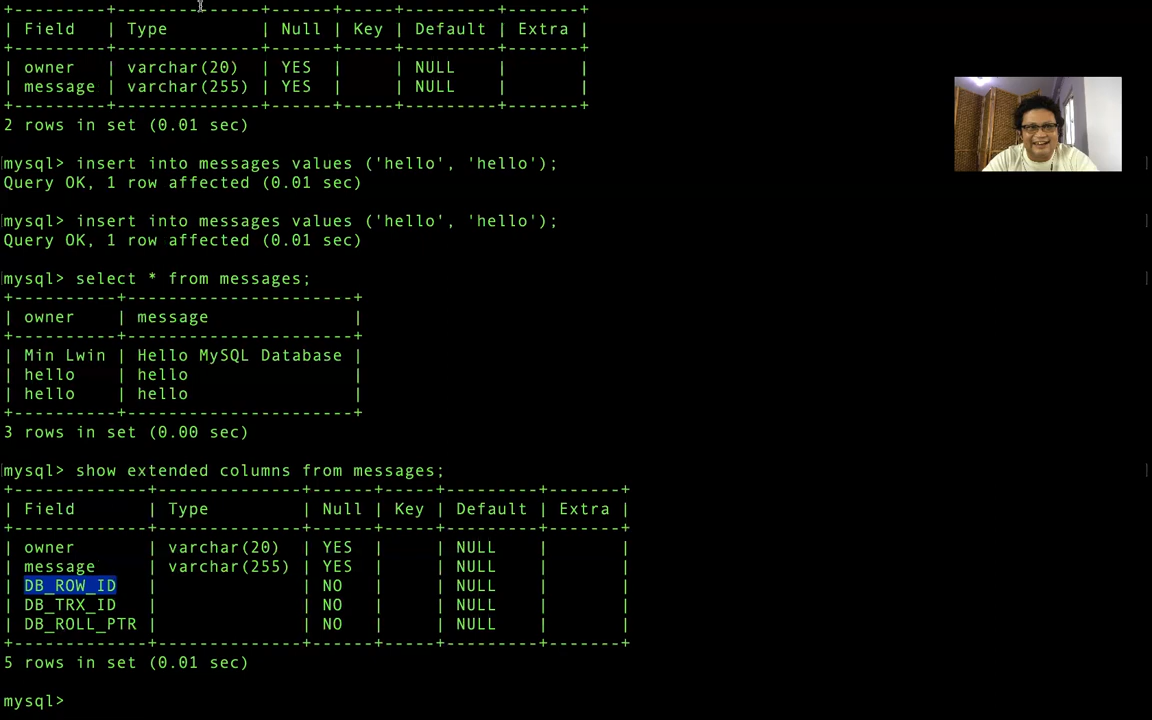 +----------+--------------+------+-----+---------+-------+
| Field   | Type         | Null | Key | Default | Extra |
+---------+--------------+------+-----+---------+-------+
| owner   | varchar(20)  | YES  |     | NULL    |       |
| message | varchar(255) | YES  |     | NULL    |       |
+---------+--------------+------+-----+---------+-------+
2 rows in set (0.01 sec)
mysql> insert into messages values ('hello', 'hello');
Query OK, 1 row affected (0.01 sec)
mysql> insert into messages values ('hello', 'hello');
Query OK, 1 row affected (0.01 sec)
mysql> select * from messages;
+----------+----------------------+
| owner    | message              |
+----------+----------------------+
| Min Lwin | Hello MySQL Database |
| hello    | hello                |
| hello    | hello                |
+----------+----------------------+
3 rows in set (0.00 sec)
mysql> show extended columns from messages;
+-------------+--------------+------+-----+---------+-------+
| Field       | Type         | Null | Key | Default | Extra |
+-------------+--------------+------+-----+---------+-------+
| owner       | varchar(20)  | YES  |     | NULL    |       |
| message     | varchar(255) | YES  |     | NULL    |       |
| DB_ROW_ID   |              | NO   |     | NULL    |       |
| DB_TRX_ID   |              | NO   |     | NULL    |       |
| DB_ROLL_PTR |              | NO   |     | NULL    |       |
+-------------+--------------+------+-----+---------+-------+
5 rows in set (0.01 sec)
mysql>